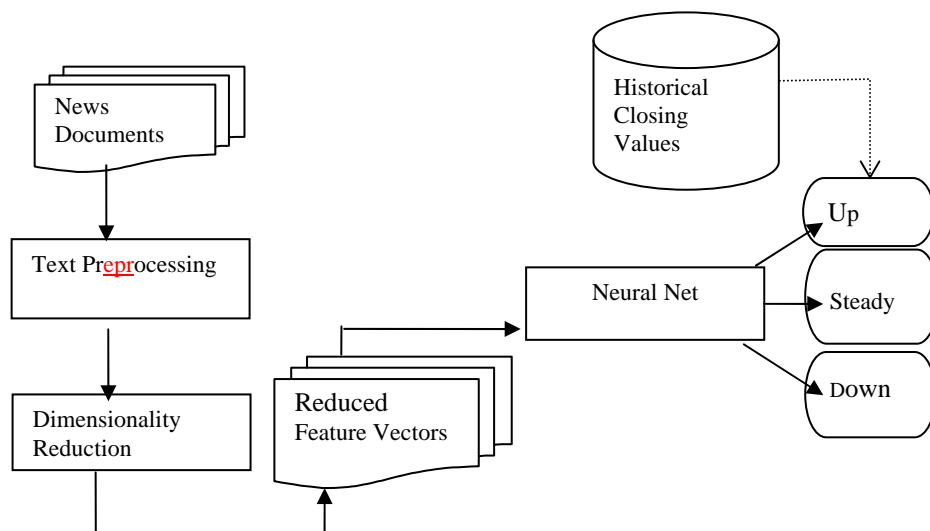 News
Documents
Text Preprocessing
Dimensionality
Reduction
Reduced
Feature Vectors
Neural Net
Historical
Closing
Values
Up
Steady
Down